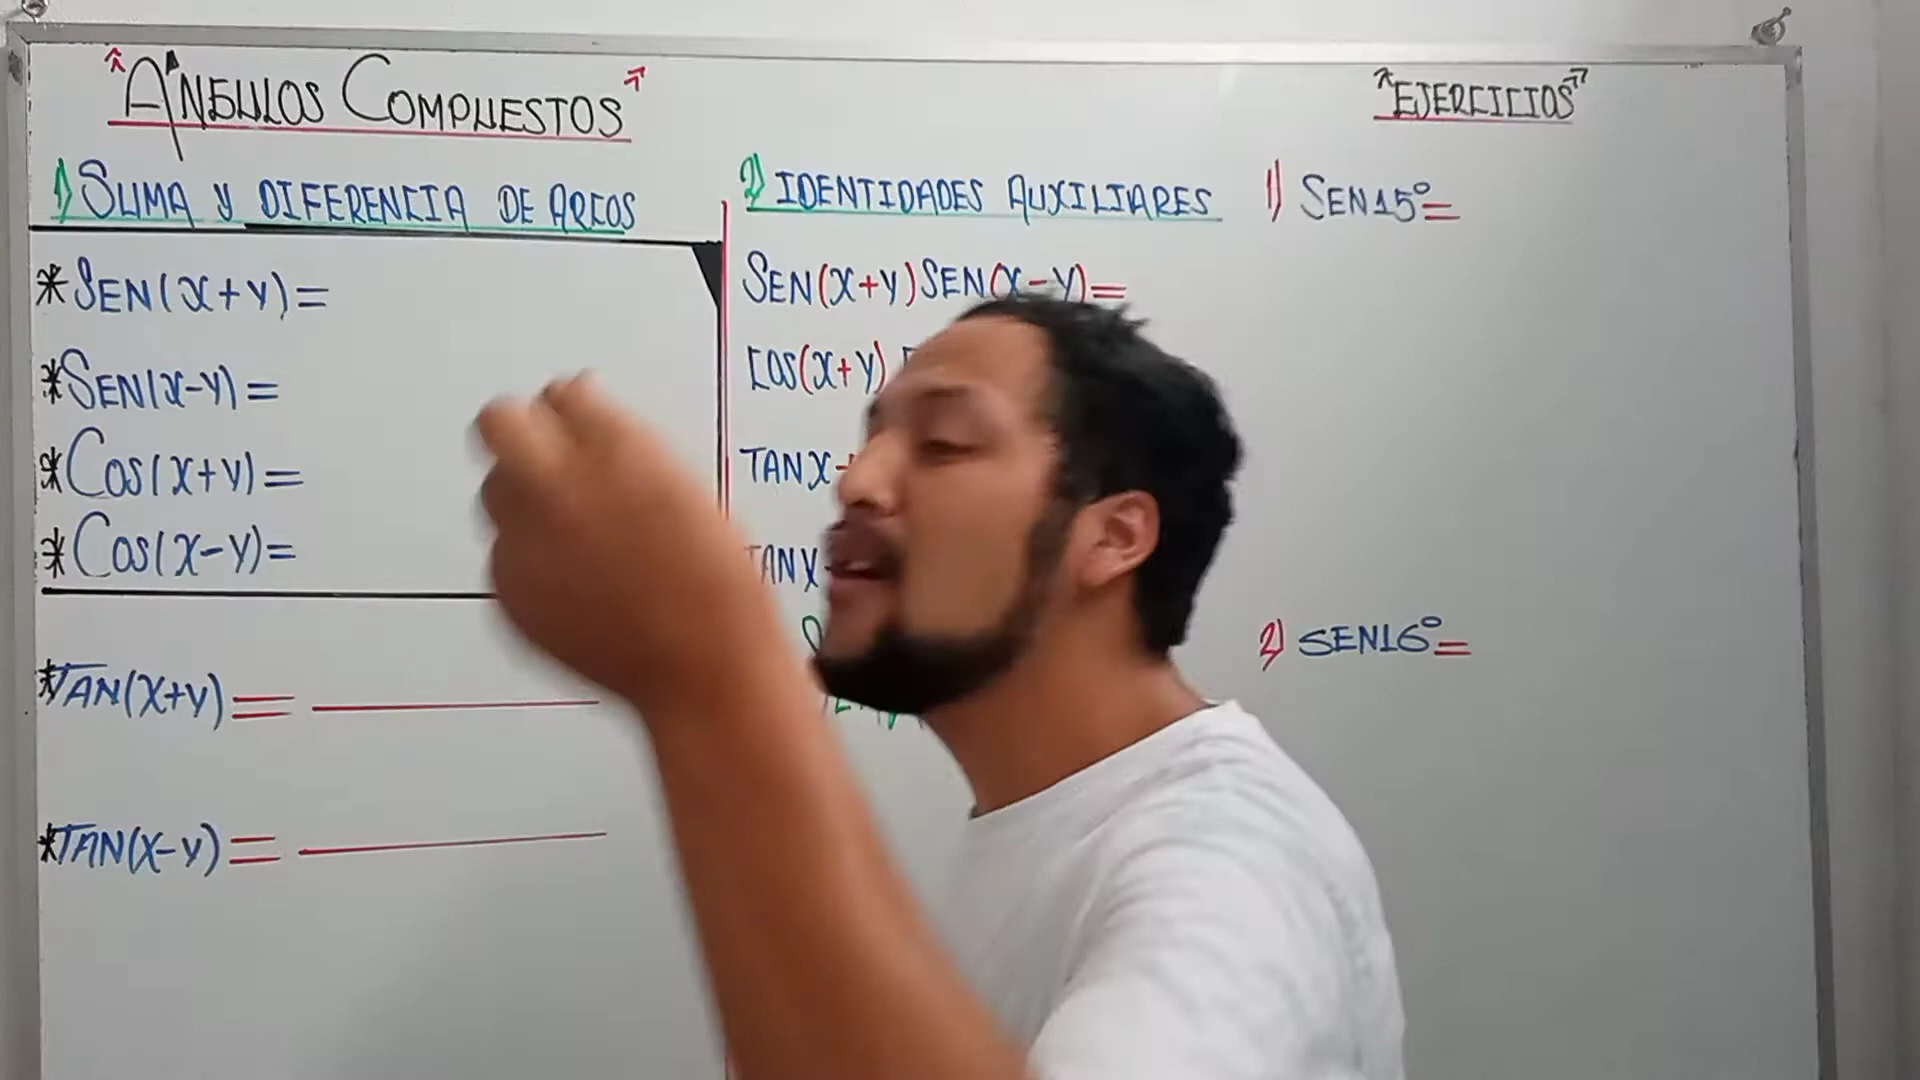 "ÁNGULOS COMPUESTOS"
1) SUMA Y DIFERENCIA DE ARCOS
*SEN(X+Y)=
*SEN(X-Y)=
*COS(X+Y)=
*COS(X-Y)=
*TAN(X+Y)=
*TAN(X-Y)=
2) IDENTIDADES AUXILIARES
SEN(X+Y)SEN(X-Y)=
COS(X+Y)
TANX
TANX
"EJERCICIOS"
1) SEN15°=
2) SEN16°=